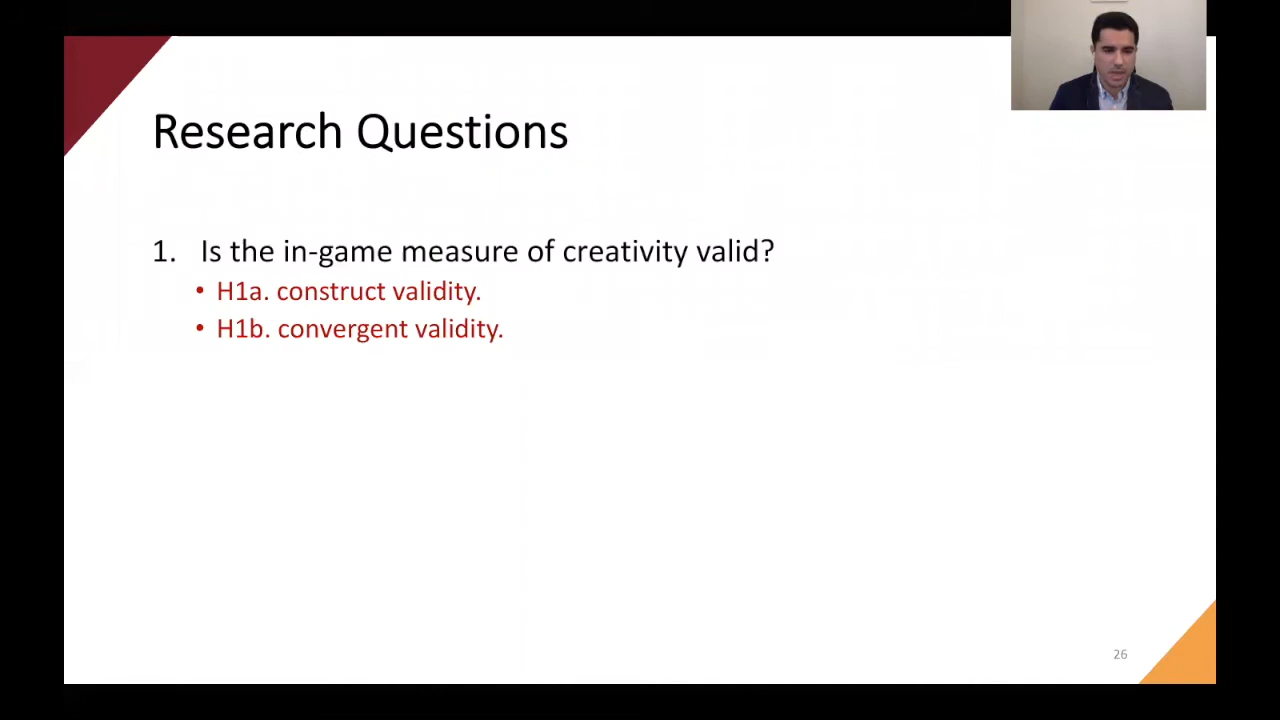 Research Questions
1. Is the in-game measure of creativity valid?
• H1a. construct validity.
• H1b. convergent validity.
26